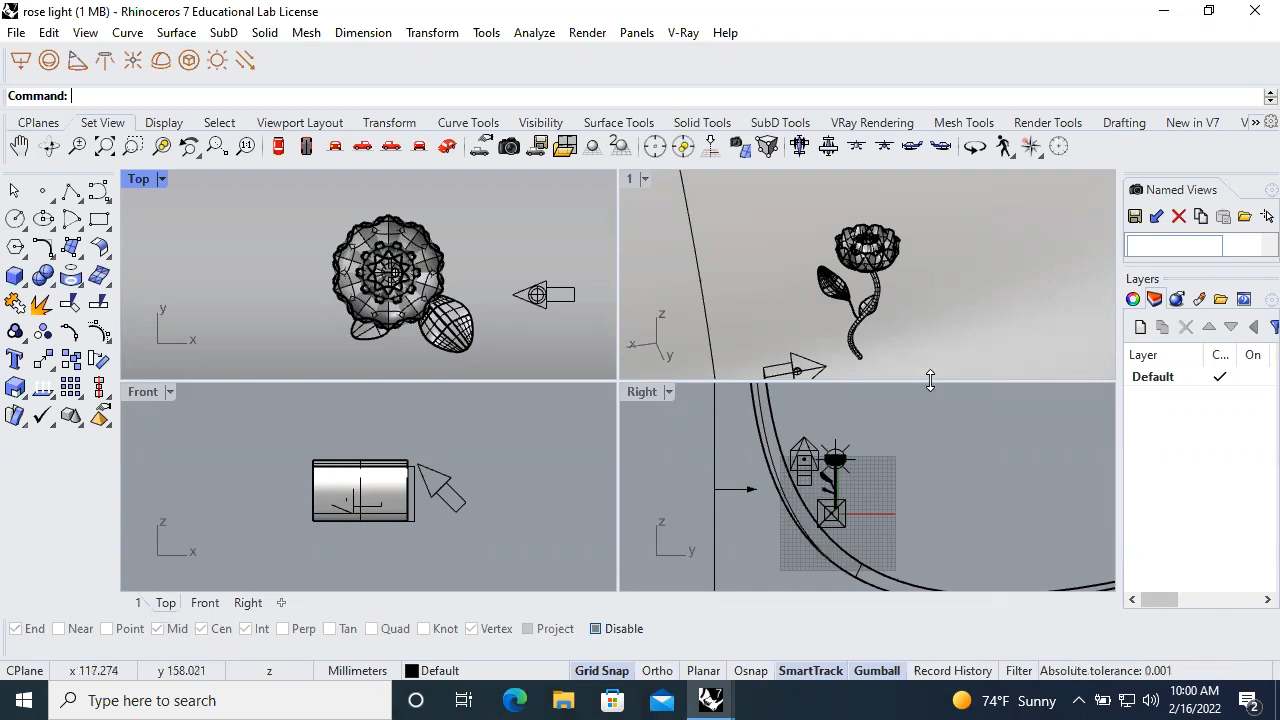 rose light (1 MB) - Rhinoceros 7 Educational Lab License
File Edit View Curve Surface Solid SubD Mesh Dimension Transform Tools Analyze Render Panels V-Ray Help
Command:
CPlanes Set View Display Select Viewport Layout Transform Curve Tools Visibility Surface Tools Solid Tools SubD Tools VRay Rendering Mesh Tools Render Tools Drafting New in V7 V »
Top
1
Named Views
z
y
x
x
y
Layers
Layer C... On
Default
Front
Right
z
x
z
y
1 Top Front Right
End Near Point Mid Cen Int Perp Tan Quad Knot Vertex Project Disable
CPlane x 117.274 y 158.021 z Millimeters Default Grid Snap Ortho Planar Osnap SmartTrack Gumball Record History Filter Absolute tolerance: 0.001
Type here to search
74°F Sunny
10:00 AM
2/16/2022
2